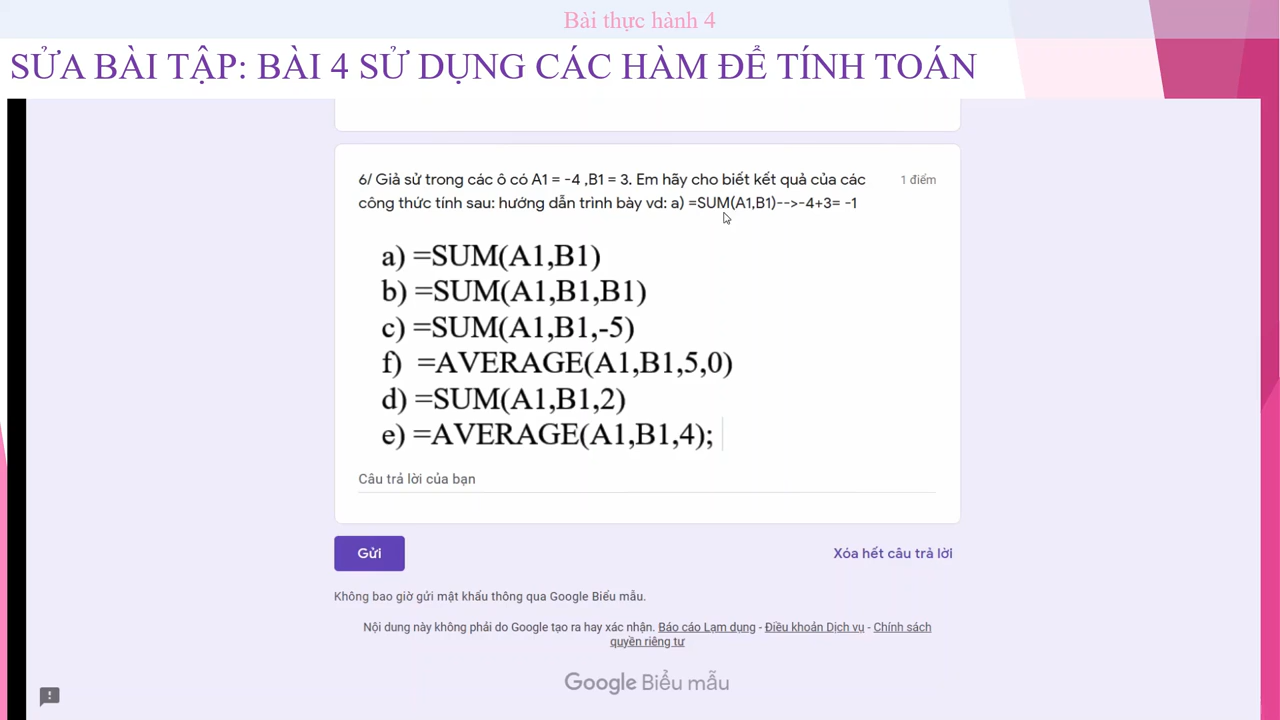 Bài thực hành 4
SỬA BÀI TẬP: BÀI 4 SỬ DỤNG CÁC HÀM ĐỂ TÍNH TOÁN
6/ Giả sử trong các ô có A1 = -4 ,B1 = 3. Em hãy cho biết kết quả của các
1 điểm
công thức tính sau: hướng dẫn trình bày vd: a) =SUM(A1,B1)-->-4+3= -1
a) =SUM(A1,B1)
b) =SUM(A1,B1,B1)
c) =SUM(A1,B1,-5)
f) =AVERAGE(A1,B1,5,0)
d) =SUM(A1,B1,2)
e) =AVERAGE(A1,B1,4);
Câu trả lời của bạn
Gửi
Xóa hết câu trả lời
Không bao giờ gửi mật khẩu thông qua Google Biểu mẫu.
Nội dung này không phải do Google tạo ra hay xác nhận. Báo cáo Lạm dụng - Điều khoản Dịch vụ - Chính sách
quyền riêng tư
Google Biểu mẫu